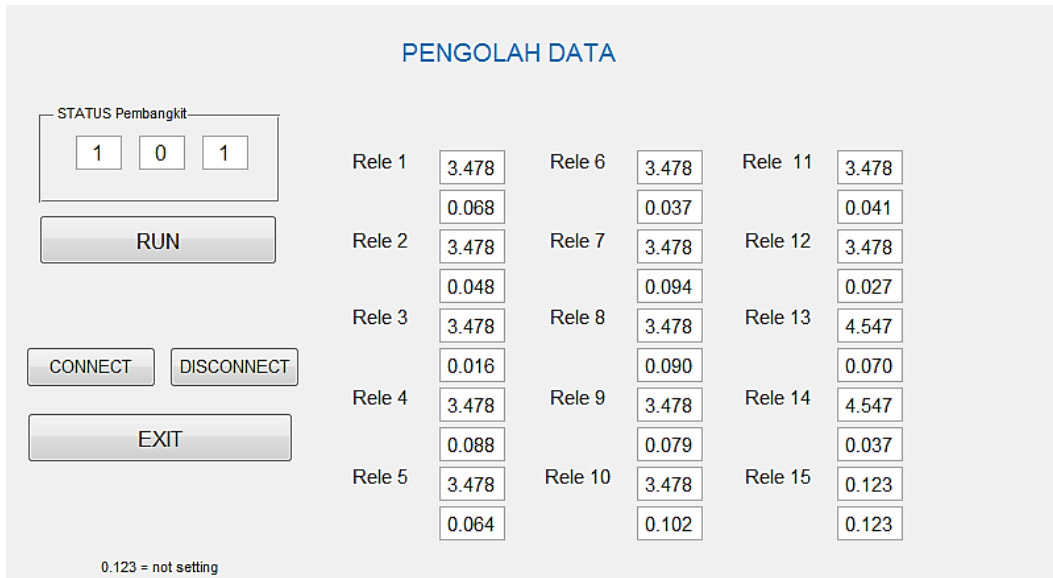 PENGOLAH DATA
STATUS Pembangkit
1 0 1
RUN
CONNECT DISCONNECT
EXIT
Rele 1 3.478
0.068
Rele 2 3.478
0.048
Rele 3 3.478
0.016
Rele 4 3.478
0.088
Rele 5 3.478
0.064
Rele 6 3.478
0.037
Rele 7 3.478
0.094
Rele 8 3.478
0.090
Rele 9 3.478
0.079
Rele 10 3.478
0.102
Rele 11 3.478
0.041
Rele 12 3.478
0.027
Rele 13 4.547
0.070
Rele 14 4.547
0.037
Rele 15 0.123
0.123
0.123 = not setting